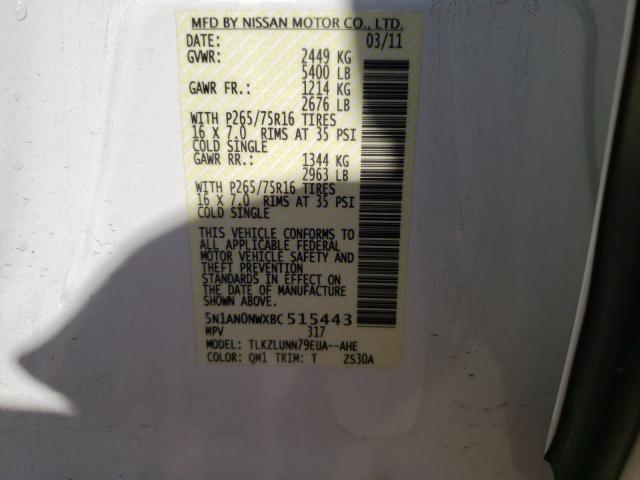 MFD BY NISSAN MOTOR CO., LTD.
DATE: 03/11
GVWR: 2449 KG
5400 LB
GAWR FR.: 1214 KG
2676 LB
WITH P265/75R16 TIRES
16 X 7.0 RIMS AT 35 PSI
COLD SINGLE
GAWR RR.: 1344 KG
2963 LB
WITH P265/75R16 TIRES
16 X 7.0 RIMS AT 35 PSI
COLD SINGLE
THIS VEHICLE CONFORMS TO
ALL APPLICABLE FEDERAL
MOTOR VEHICLE SAFETY AND
THEFT PREVENTION
STANDARDS IN EFFECT ON
THE DATE OF MANUFACTURE
SHOWN ABOVE.
5N1AN0NWXBC 515443
MPV 317
MODEL: TLKZLUNN79EUA--AHE
COLOR: QM1 TRIM: T ZS30A